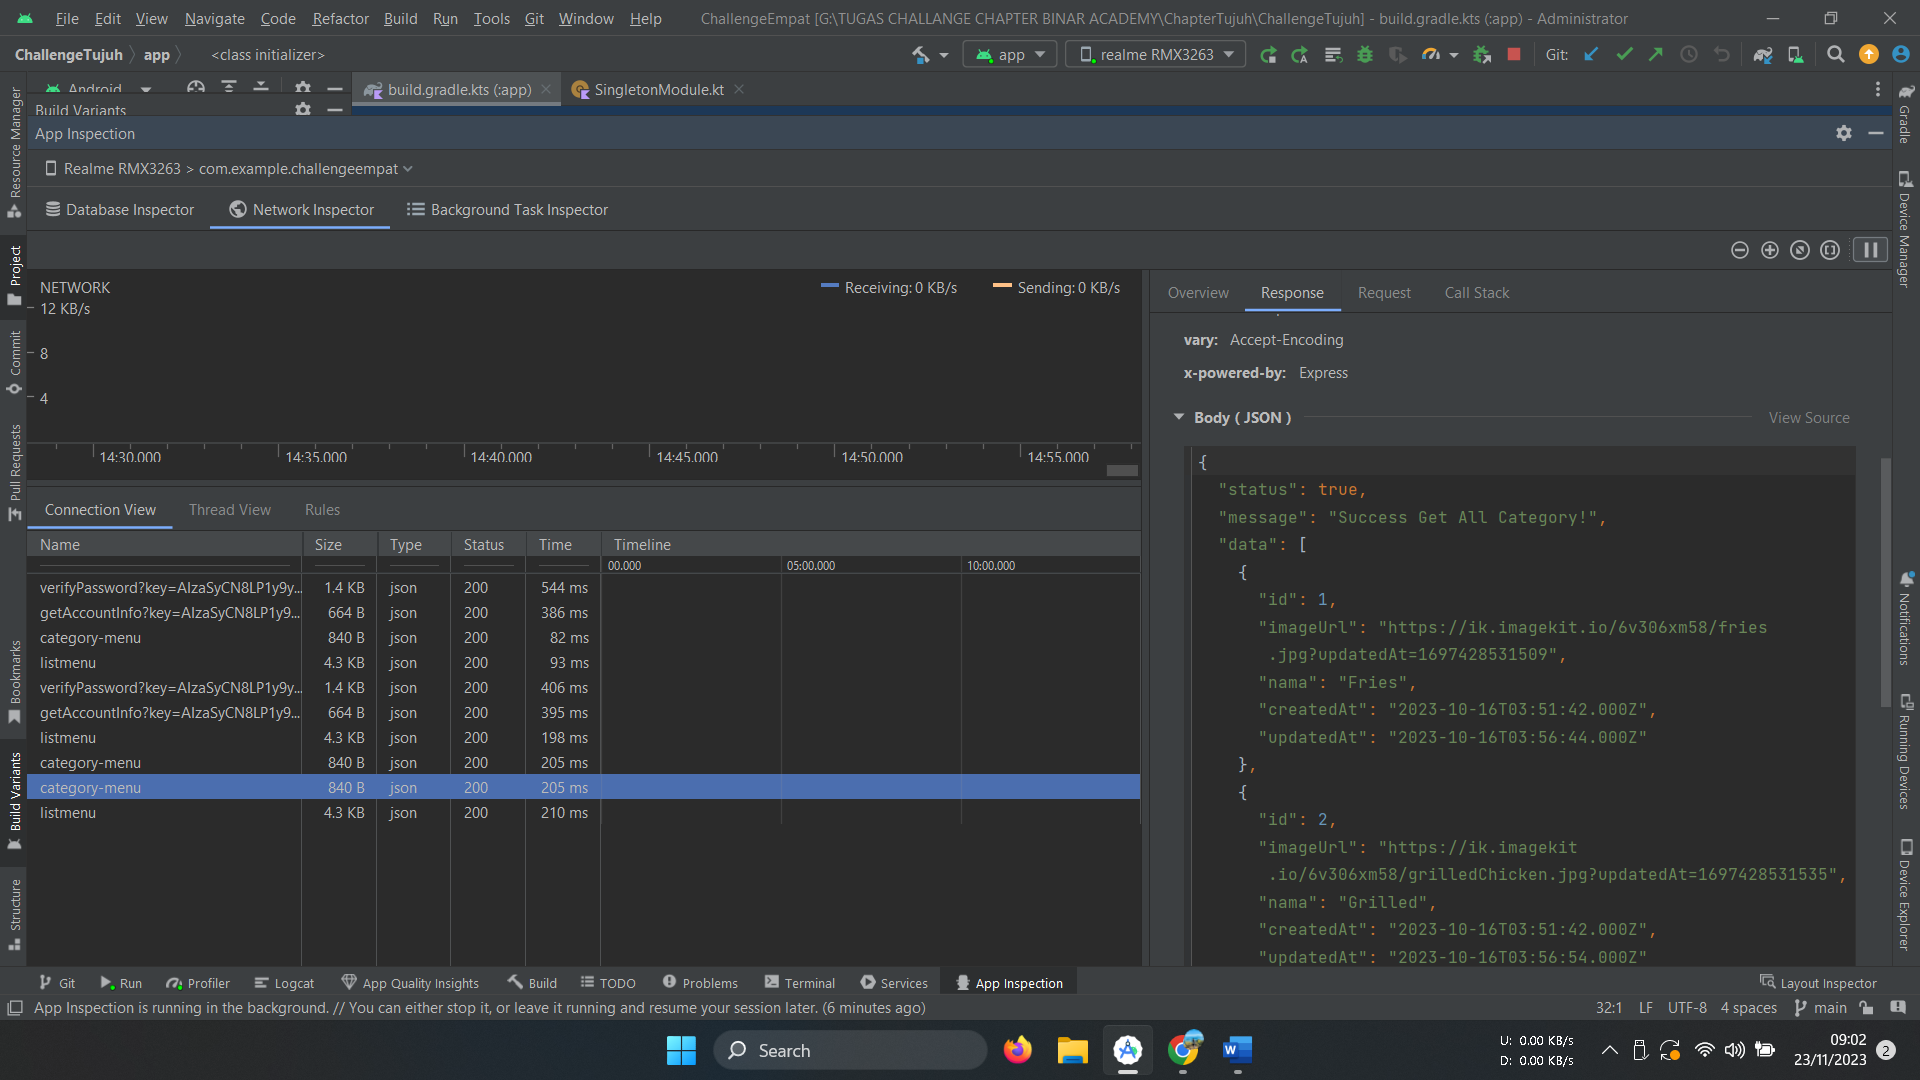 File Edit View Navigate Code Refactor Build Run Tools Git Window Help ChallengeEmpat [G:\TUGAS CHALLANGE CHAPTER BINAR ACADEMY\ChapterTujuh\ChallengeTujuh] - build.gradle.kts (:app) - Administrator
ChallengeTujuh app <class initializer> app realme RMX3263 Git:
Android build.gradle.kts (:app) SingletonModule.kt
Build Variants
App Inspection
Realme RMX3263 > com.example.challengeempat
Database Inspector Network Inspector Background Task Inspector
NETWORK Receiving: 0 KB/s Sending: 0 KB/s
12 KB/s
8
4
14:30.000 14:35.000 14:40.000 14:45.000 14:50.000 14:55.000
Connection View Thread View Rules
Name Size Type Status Time Timeline
00.000 05:00.000 10:00.000
verifyPassword?key=AIzaSyCN8LP1y9y... 1.4 KB json 200 544 ms
getAccountInfo?key=AIzaSyCN8LP1y9... 664 B json 200 386 ms
category-menu 840 B json 200 82 ms
listmenu 4.3 KB json 200 93 ms
verifyPassword?key=AIzaSyCN8LP1y9y... 1.4 KB json 200 406 ms
getAccountInfo?key=AIzaSyCN8LP1y9... 664 B json 200 395 ms
listmenu 4.3 KB json 200 198 ms
category-menu 840 B json 200 205 ms
category-menu 840 B json 200 205 ms
listmenu 4.3 KB json 200 210 ms
Overview Response Request Call Stack
vary: Accept-Encoding
x-powered-by: Express
Body ( JSON ) View Source
{
"status": true,
"message": "Success Get All Category!",
"data": [
{
"id": 1,
"imageUrl": "https://ik.imagekit.io/6v306xm58/fries
.jpg?updatedAt=1697428531509",
"nama": "Fries",
"createdAt": "2023-10-16T03:51:42.000Z",
"updatedAt": "2023-10-16T03:56:44.000Z"
},
{
"id": 2,
"imageUrl": "https://ik.imagekit
.io/6v306xm58/grilledChicken.jpg?updatedAt=1697428531535",
"nama": "Grilled",
"createdAt": "2023-10-16T03:51:42.000Z",
"updatedAt": "2023-10-16T03:56:54.000Z"
Resource Manager
Project
Commit
Pull Requests
Bookmarks
Build Variants
Structure
Gradle
Device Manager
Notifications
Running Devices
Device Explorer
Git Run Profiler Logcat App Quality Insights Build TODO Problems Terminal Services App Inspection Layout Inspector
App Inspection is running in the background. // You can either stop it, or leave it running and resume your session later. (6 minutes ago) 32:1 LF UTF-8 4 spaces main
Search
U: 0.00 KB/s
D: 0.00 KB/s
09:02
23/11/2023
2